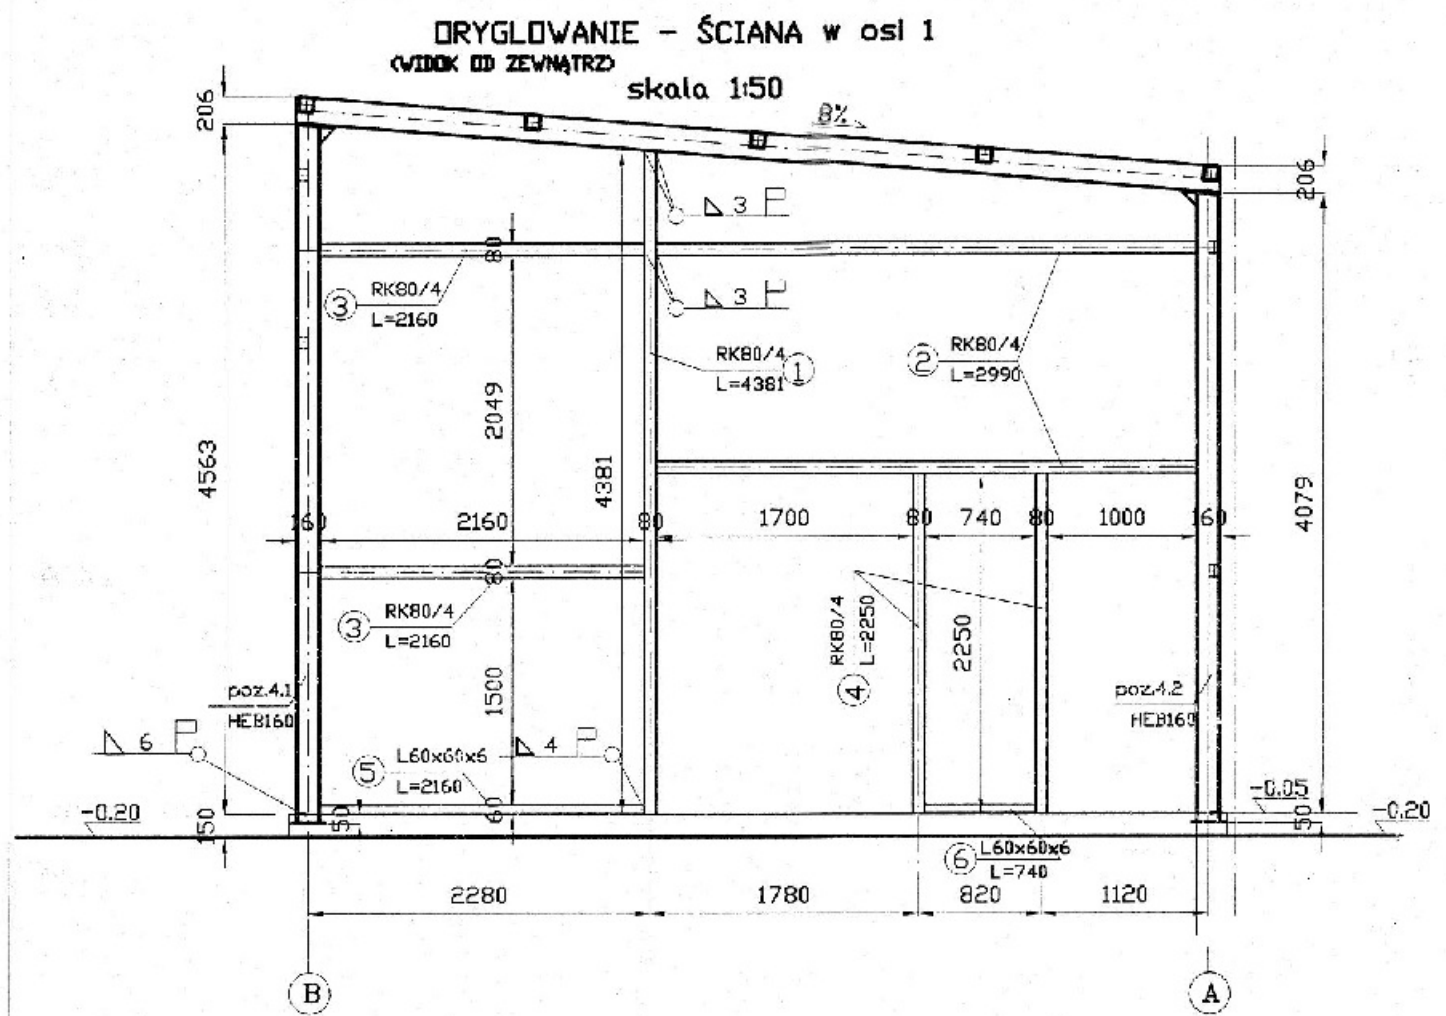 ORYGLOWANIE - ŚCIANA w osi 1
(WIDOK OD ZEWNĄTRZ)
skala 1:50
206
8%
206
3
80
3 RK80/4
L=2160
3
RK80/4 1
L=4381
2 RK80/4
L=2990
4563
2049
4381
4079
160
2160
80
1700
80
740
80
1000
160
80
3 RK80/4
L=2160
4 RK80/4
L=2250
2250
1500
poz.4.1
HEB160
poz.4.2
HEB160
6
5 L60x60x6
L=2160
4
60
-0.20
150
50
-0.05
50
-0.20
6 L60x60x6
L=740
2280
1780
820
1120
B
A